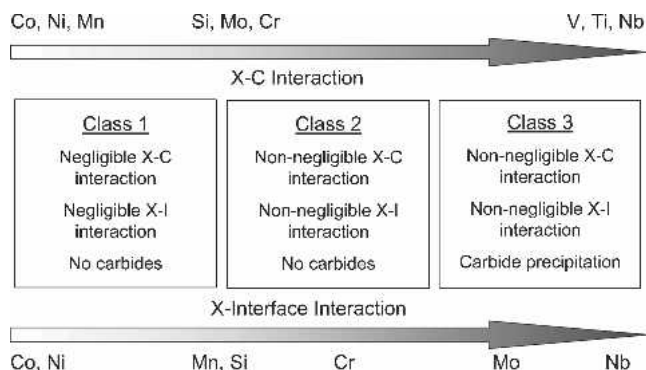 Co, Ni, Mn Si, Mo, Cr V, Ti, Nb
X-C Interaction
Class 1
Negligible X-C
interaction
Negligible X-I
interaction
No carbides
Class 2
Non-negligible X-C
interaction
Non-negligible X-I
interaction
No carbides
Class 3
Non-negligible X-C
interaction
Non-negligible X-I
interaction
Carbide precipitation
X-Interface Interaction
Co, Ni Mn, Si Cr Mo Nb